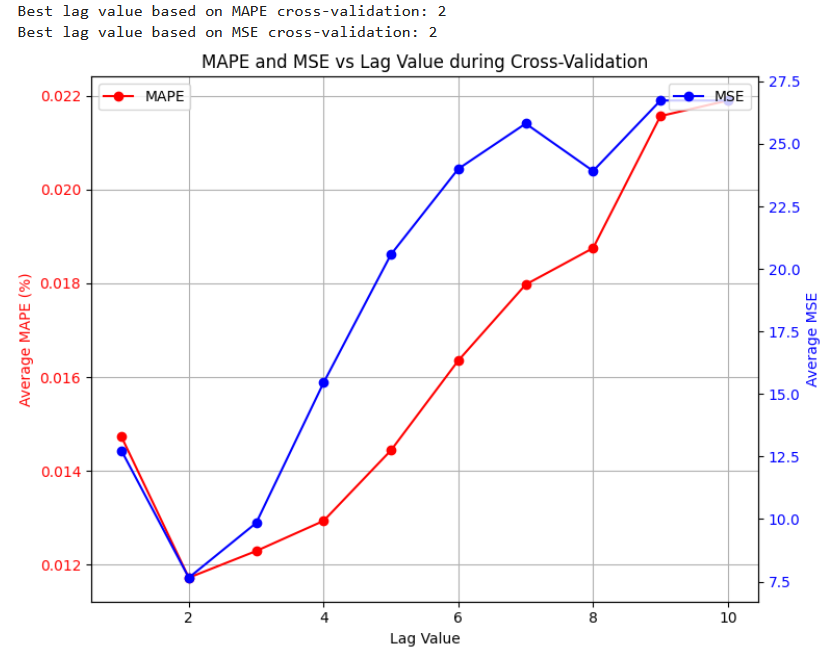 Best lag value based on MAPE cross-validation: 2
Best lag value based on MSE cross-validation: 2
MAPE and MSE vs Lag Value during Cross-Validation
MAPE
MSE
0.022
0.020
0.018
0.016
0.014
0.012
Average MAPE (%)
27.5
25.0
22.5
20.0
17.5
15.0
12.5
10.0
7.5
Average MSE
2 4 6 8 10
Lag Value